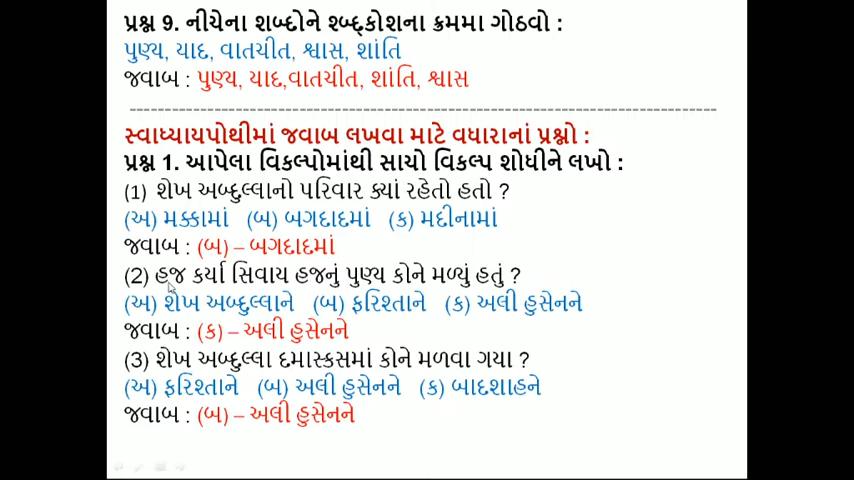 પ્રશ્ન 9. નીચેના શબ્દોને શ્બ્દ્કોશના ક્રમમા ગોઠવો :
પુણ્ય, યાદ, વાતચીત, શ્વાસ, શાંતિ
જવાબ : પુણ્ય, યાદ,વાતચીત, શાંતિ, શ્વાસ
સ્વાધ્યાયપોથીમાં જવાબ લખવા માટે વધારાનાં પ્રશ્નો :
પ્રશ્ન 1. આપેલા વિકલ્પોમાંથી સાચો વિકલ્પ શોધીને લખો :
(1) શેખ અબ્દુલ્લાનો પરિવાર ક્યાં રહેતો હતો ?
(અ) મક્કામાં (બ) બગદાદમાં (ક) મદીનામાં
જવાબ : (બ) – બગદાદમાં
(2) હજ કર્યા સિવાય હજનું પુણ્ય કોને મળ્યું હતું ?
(અ) શેખ અબ્દુલ્લાને (બ) ફરિશ્તાને (ક) અલી હુસેનને
જવાબ : (ક) – અલી હુસેનને
(3) શેખ અબ્દુલ્લા દમાસ્કસમાં કોને મળવા ગયા ?
(અ) ફરિશ્તાને (બ) અલી હુસેનને (ક) બાદશાહને
જવાબ : (બ) – અલી હુસેનને